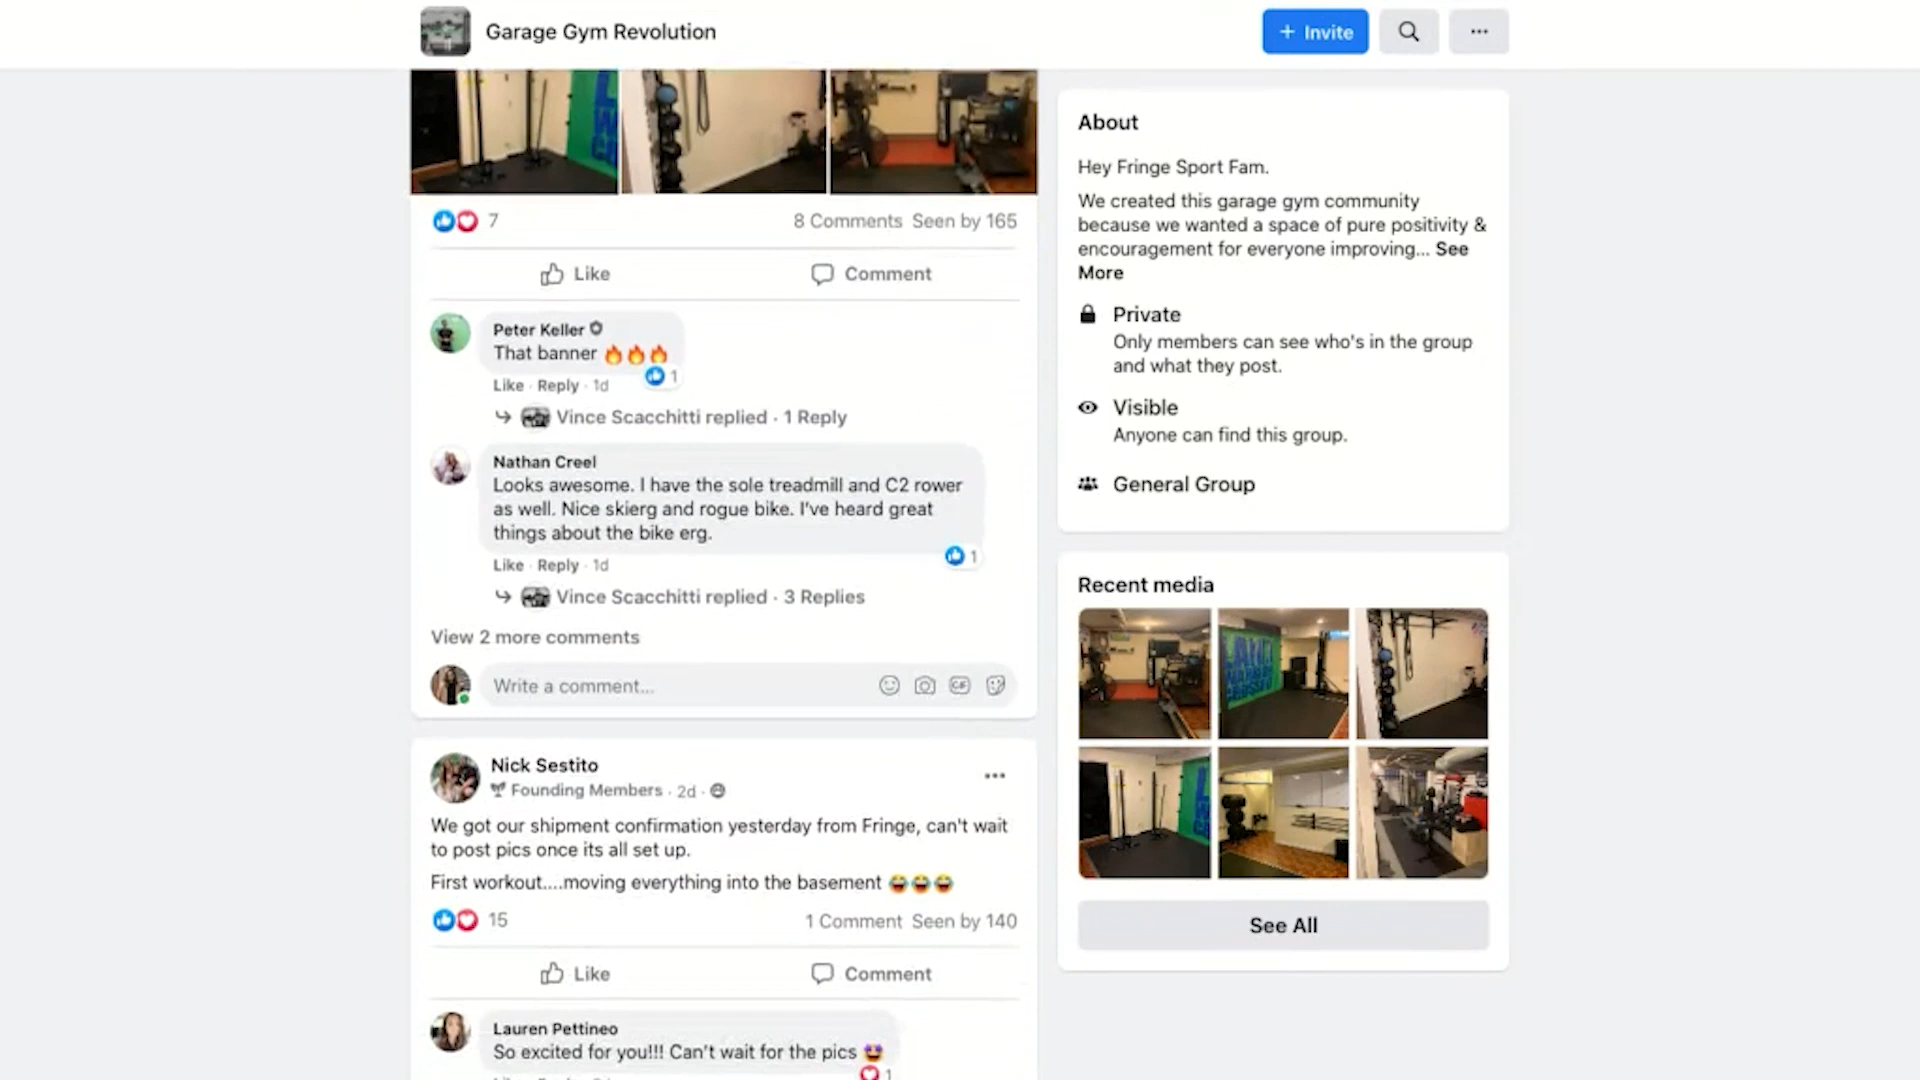 Garage Gym Revolution
+ Invite
7
8 Comments Seen by 165
Like
Comment
Peter Keller
That banner 🔥🔥🔥
1
Like · Reply · 1d
Vince Scacchitti replied · 1 Reply
Nathan Creel
Looks awesome. I have the sole treadmill and C2 rower
as well. Nice skierg and rogue bike. I've heard great
things about the bike erg.
1
Like · Reply · 1d
Vince Scacchitti replied · 3 Replies
View 2 more comments
Write a comment...
GIF
Nick Sestito
Founding Members · 2d ·
We got our shipment confirmation yesterday from Fringe, can't wait
to post pics once its all set up.
First workout....moving everything into the basement 😂😂😂
15
1 Comment Seen by 140
Like
Comment
Lauren Pettineo
So excited for you!!! Can't wait for the pics 🤩
1
About
Hey Fringe Sport Fam.
We created this garage gym community
because we wanted a space of pure positivity &
encouragement for everyone improving... See
More
Private
Only members can see who's in the group
and what they post.
Visible
Anyone can find this group.
General Group
Recent media
See All